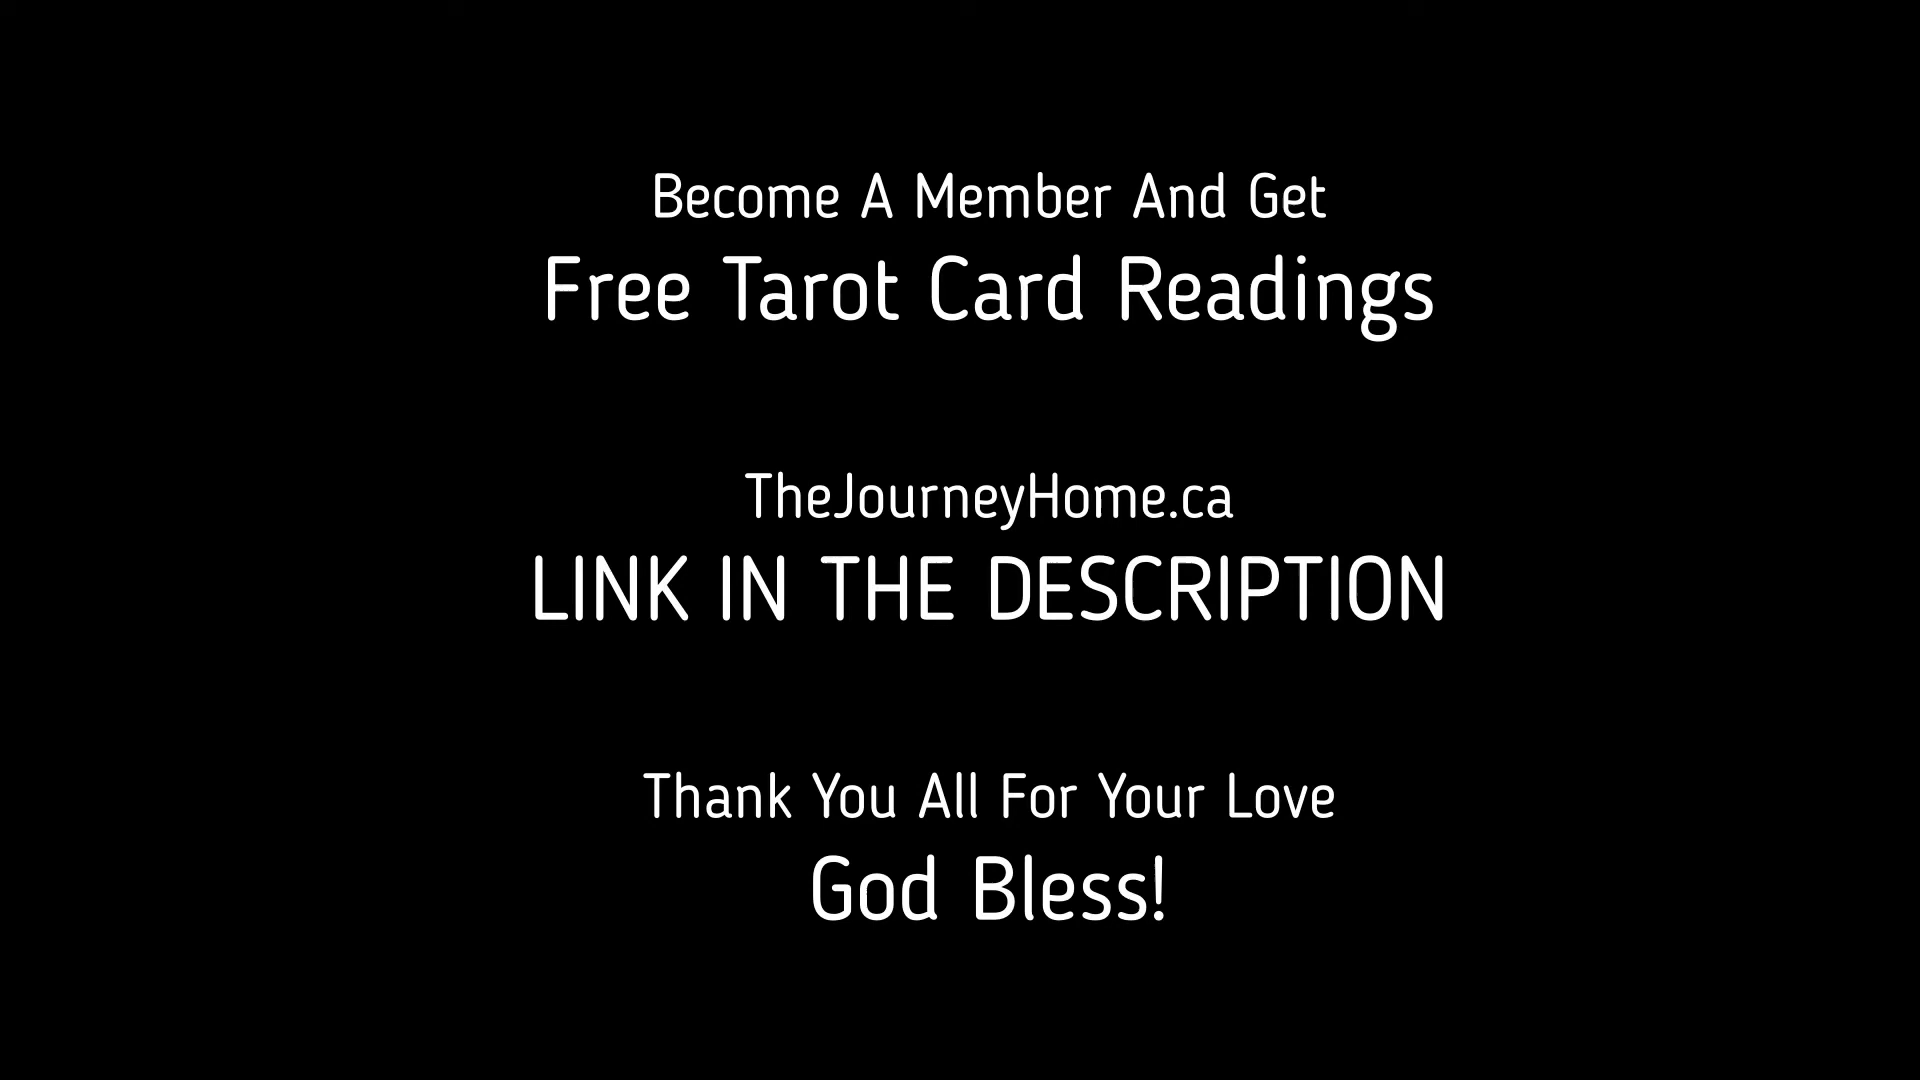 Become A Member And Get
Free Tarot Card Readings
TheJourneyHome.ca
LINK IN THE DESCRIPTION
Thank You All For Your Love
God Bless!